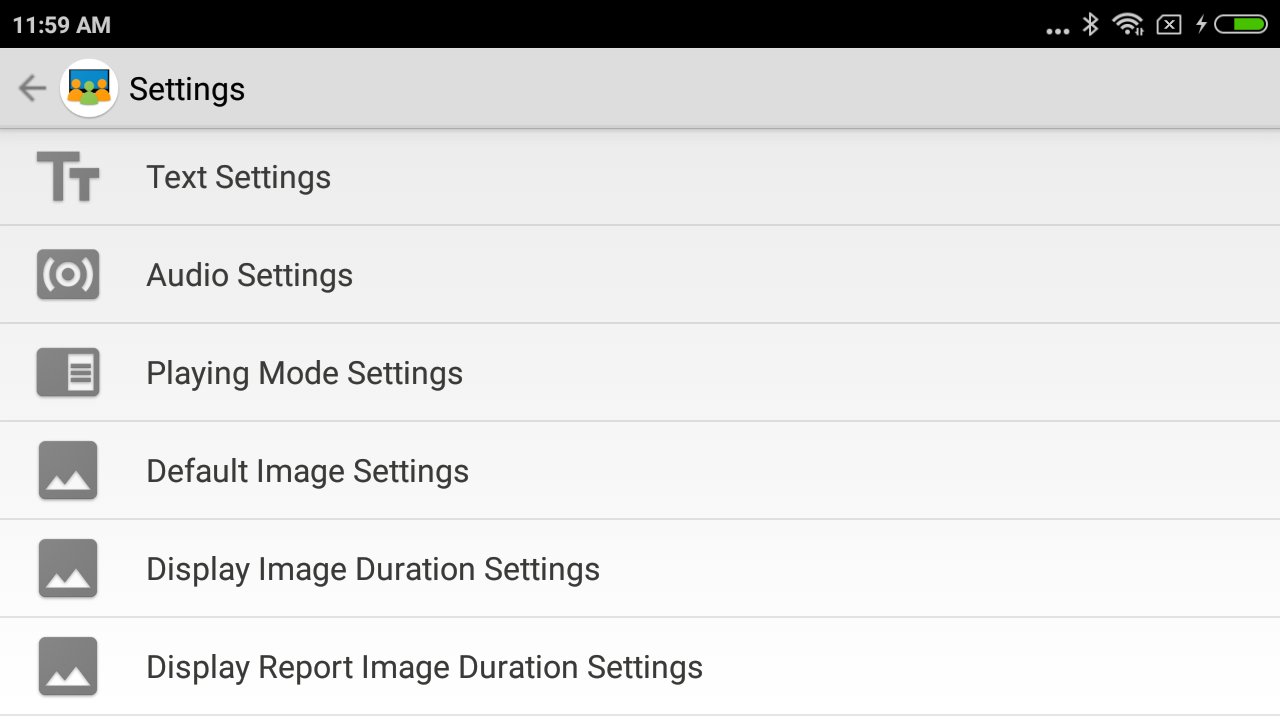 11:59 AM
Settings
Text Settings
Audio Settings
Playing Mode Settings
Default Image Settings
Display Image Duration Settings
Display Report Image Duration Settings